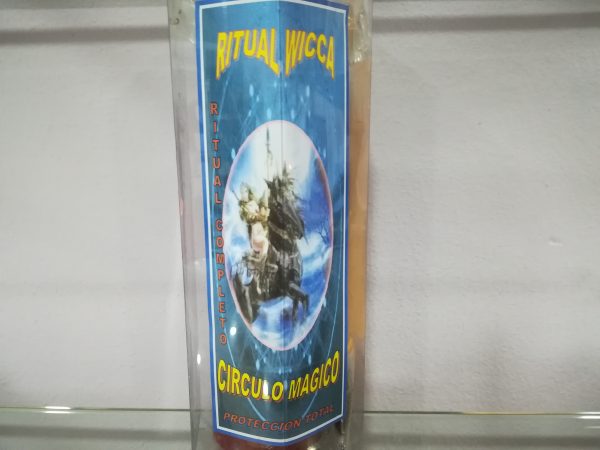 RITUAL WICCA
RITUAL COMPLETO
CIRCULO MAGICO
PROTECCION TOTAL